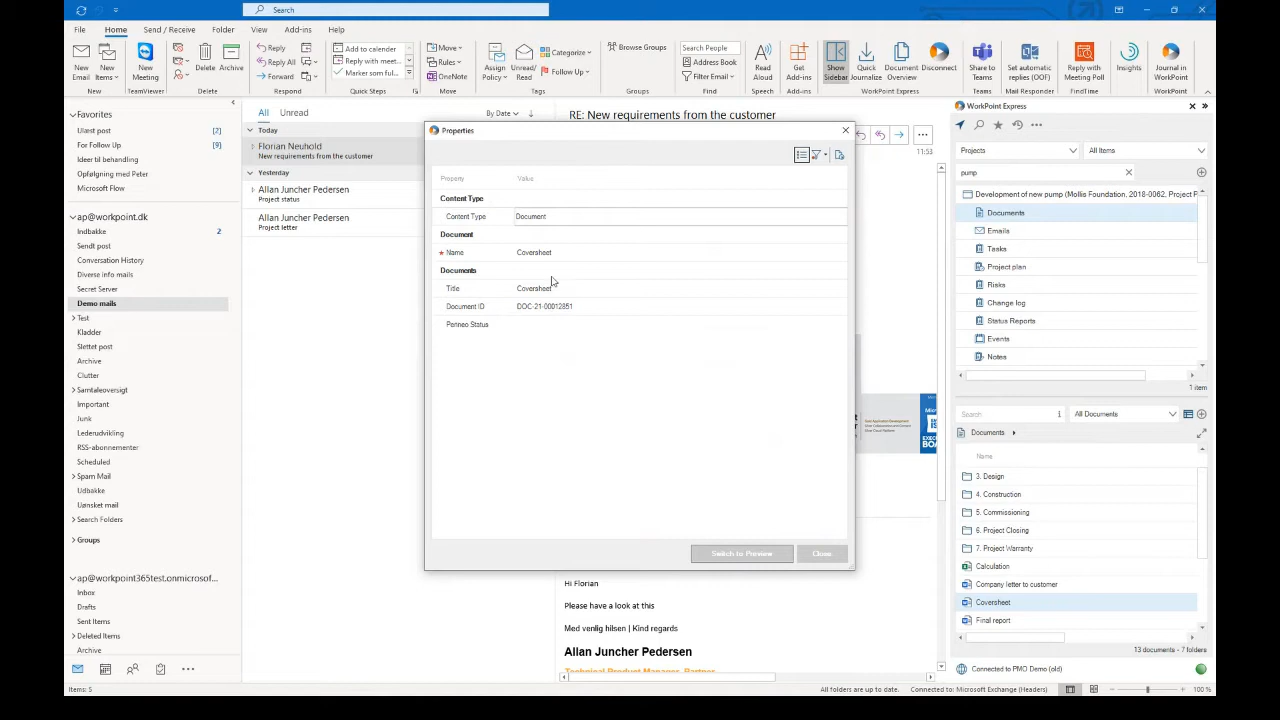 Search
File
Home
Send / Receive
Folder
View
Add-ins
Help
New Email
New Items
New Meeting
Delete
Archive
Reply
Reply All
Forward
Add to calender
Reply with meet...
Marker som ful...
Move
Rules
OneNote
Assign Policy
Unread/ Read
Categorize
Follow Up
Browse Groups
Search People
Address Book
Filter Email
Read Aloud
Get Add-ins
Show Sidebar
Quick Journalize
Document Overview
Disconnect
Share to Teams
Set automatic replies (OOF)
Reply with Meeting Poll
Insights
Journal in WorkPoint
New
TeamViewer
Delete
Respond
Quick Steps
Move
Tags
Groups
Find
Speech
Add-ins
WorkPoint Express
Teams
Mail Responder
FindTime
WorkPoint
Favorites
Ulæst post [2]
For Follow Up [9]
Ideer til behandling
Opfølgning med Peter
Microsoft Flow
ap@workpoint.dk
Indbakke 2
Sendt post
Conversation History
Diverse info mails
Secret Server
Demo mails
Test
Kladder
Slettet post
Archive
Clutter
Samtaleoversigt
Important
Junk
Lederudvikling
RSS-abonnementer
Scheduled
Spam Mail
Udbakke
Uønsket mail
Search Folders
Groups
ap@workpoint365test.onmicrosof...
Inbox
Drafts
Sent Items
Deleted Items
Archive
Items: 5
All Unread By Date
Today
Florian Neuhold
New requirements from the customer
Yesterday
Allan Juncher Pedersen
Project status
Allan Juncher Pedersen
Project letter
RE: New requirements from the customer
11:53
Properties
Property Value
Content Type
Content Type Document
Document
* Name Coversheet
Documents
Title Coversheet
Document ID DOC-21-00012851
Penneo Status
Switch to Preview
Close
Hi Florian
Please have a look at this
Med venlig hilsen | Kind regards
Allan Juncher Pedersen
Technical Product Manager, Partner
WorkPoint Express
Projects
All Items
pump
Development of new pump (Mollis Foundation, 2018-0062, Project P
Documents
Emails
Tasks
Project plan
Risks
Change log
Status Reports
Events
Notes
1 item
Search
All Documents
Documents
Name
3. Design
4. Construction
5. Commissioning
6. Project Closing
7. Project Warranty
Calculation
Company letter to customer
Coversheet
Final report
13 documents - 7 folders
Connected to PMO Demo (old)
All folders are up to date.
Connected to: Microsoft Exchange (Headers)
100 %